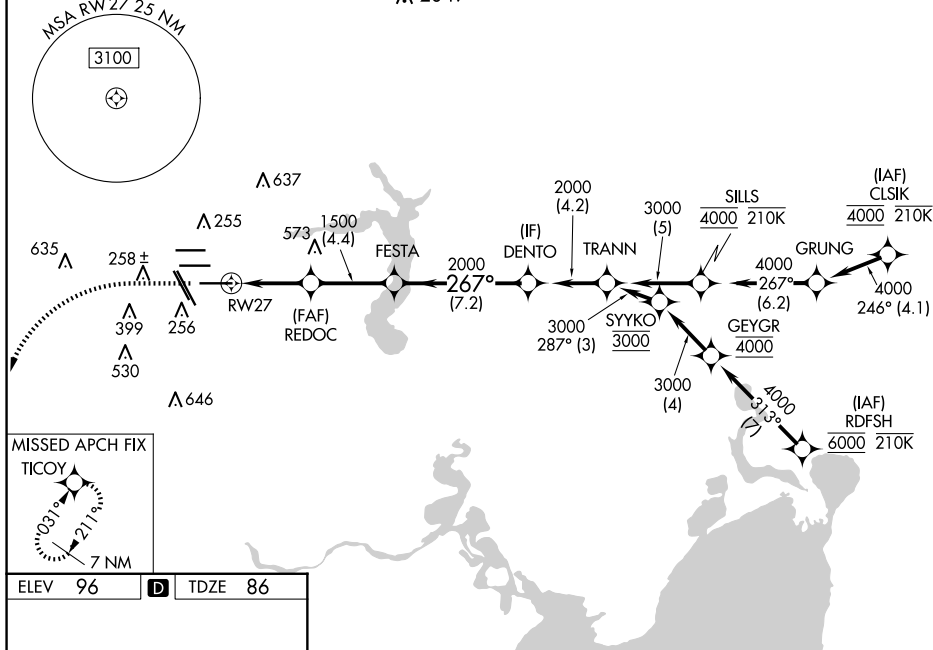 MSA RW27 25 NM
3100
637
255
635
258 ±
399
256
530
646
573
1500
(4.4)
RW27
(FAF)
REDOC
FESTA
2000
267°
(7.2)
(IF)
DENTO
2000
(4.2)
TRANN
3000
(5)
SILLS
4000 210K
4000
267°
(6.2)
GRUNG
(IAF)
CLSIK
4000 210K
4000
246° (4.1)
3000
287° (3)
SYYKO
3000
GEYGR
4000
3000
(4)
4000
313°
(7)
(IAF)
RDFSH
6000 210K
MISSED APCH FIX
TICOY
031°
211°
7 NM
ELEV 96
D
TDZE 86